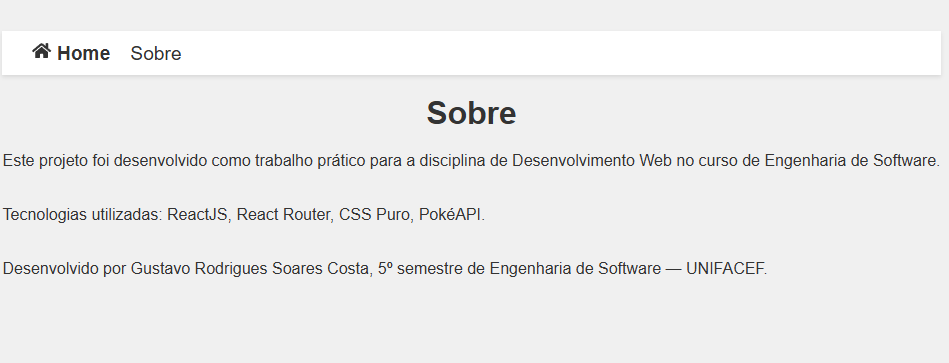 Home Sobre
Sobre
Este projeto foi desenvolvido como trabalho prático para a disciplina de Desenvolvimento Web no curso de Engenharia de Software.
Tecnologias utilizadas: ReactJS, React Router, CSS Puro, PokéAPI.
Desenvolvido por Gustavo Rodrigues Soares Costa, 5º semestre de Engenharia de Software — UNIFACEF.